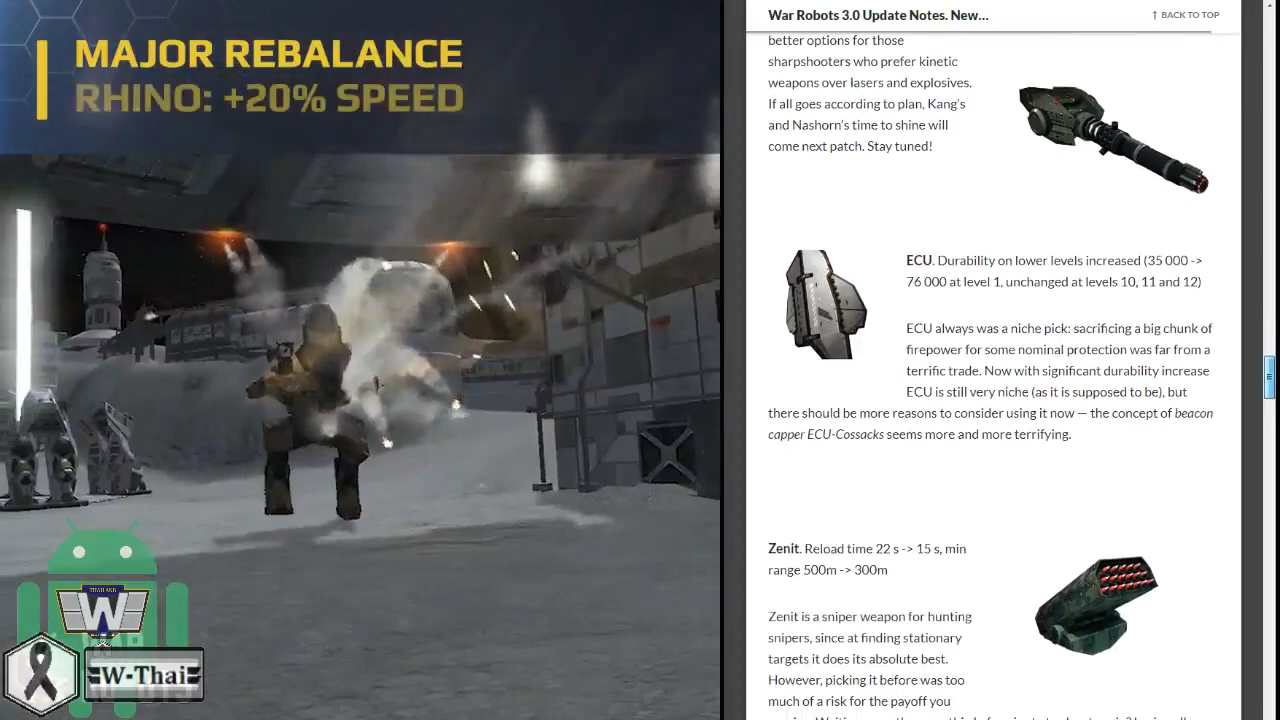 MAJOR REBALANCE
RHINO: +20% SPEED
THAILAND
W
W-Thai
War Robots 3.0 Update Notes. New...
↑ BACK TO TOP
better options for those
sharpshooters who prefer kinetic
weapons over lasers and explosives.
If all goes according to plan, Kang's
and Nashorn's time to shine will
come next patch. Stay tuned!
ECU. Durability on lower levels increased (35 000 ->
76 000 at level 1, unchanged at levels 10, 11 and 12)
ECU always was a niche pick: sacrificing a big chunk of
firepower for some nominal protection was far from a
terrific trade. Now with significant durability increase
ECU is still very niche (as it is supposed to be), but
there should be more reasons to consider using it now — the concept of beacon
capper ECU-Cossacks seems more and more terrifying.
Zenit. Reload time 22 s -> 15 s, min
range 500m -> 300m
Zenit is a sniper weapon for hunting
snipers, since at finding stationary
targets it does its absolute best.
However, picking it before was too
much of a risk for the payoff you